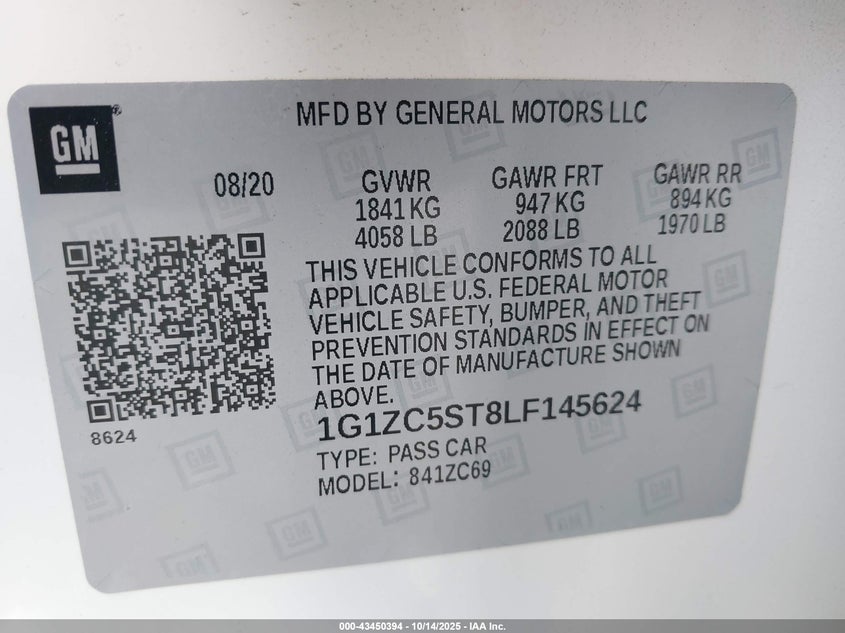 GM®
MFD BY GENERAL MOTORS LLC
08/20
GVWR
1841 KG
4058 LB
GAWR FRT
947 KG
2088 LB
GAWR RR
894 KG
1970 LB
THIS VEHICLE CONFORMS TO ALL
APPLICABLE U.S. FEDERAL MOTOR
VEHICLE SAFETY, BUMPER, AND THEFT
PREVENTION STANDARDS IN EFFECT ON
THE DATE OF MANUFACTURE SHOWN
ABOVE.
8624
1G1ZC5ST8LF145624
TYPE: PASS CAR
MODEL: 841ZC69
000-43450394 - 10/14/2025 - IAA Inc.